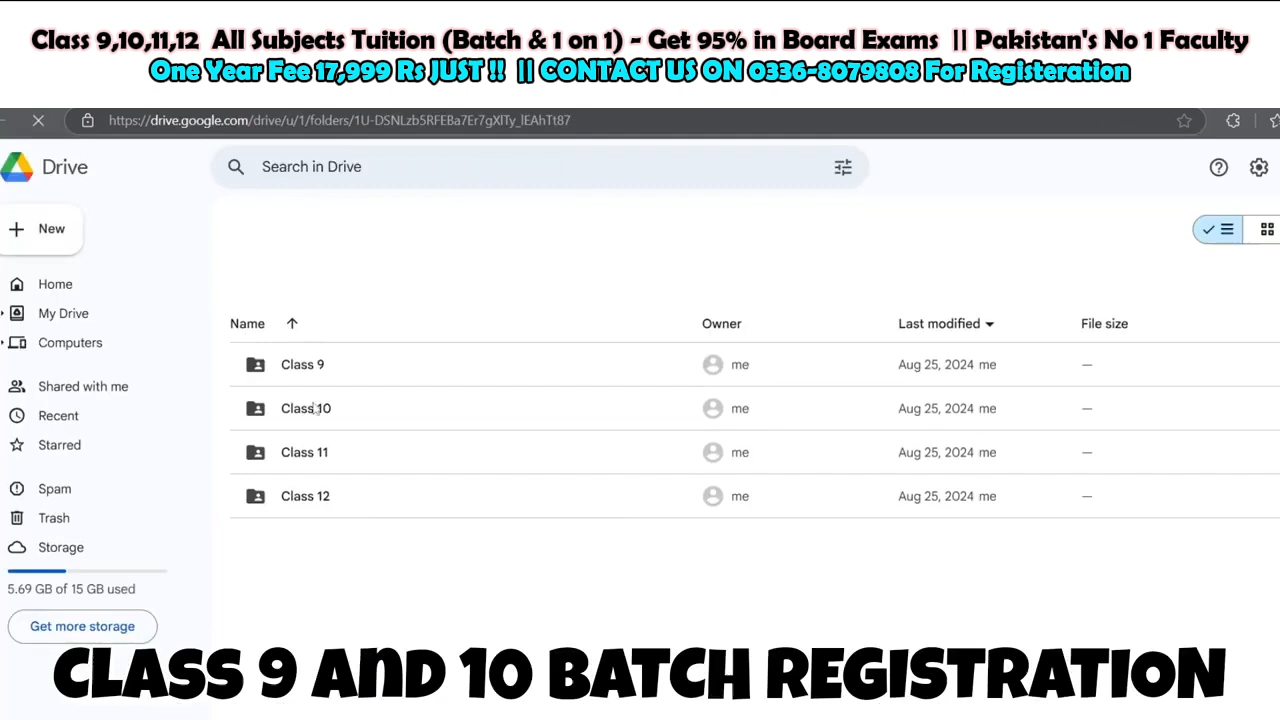 Class 9,10,11,12 All Subjects Tuition (Batch & 1 on 1) - Get 95% in Board Exams || Pakistan's No 1 Faculty
One Year Fee 17,999 Rs JUST !! || CONTACT US ON 0336-8079808 For Registeration
https://drive.google.com/drive/u/1/folders/1U-DSNLzb5RFEBa7Er7gXlTy_lEAhTt87
Drive
Search in Drive
New
Home
My Drive
Computers
Shared with me
Recent
Starred
Spam
Trash
Storage
5.69 GB of 15 GB used
Get more storage
Name Owner Last modified File size
Class 9 me Aug 25, 2024 me —
Class 10 me Aug 25, 2024 me —
Class 11 me Aug 25, 2024 me —
Class 12 me Aug 25, 2024 me —
CLASS 9 AND 10 BATCH REGISTRATION